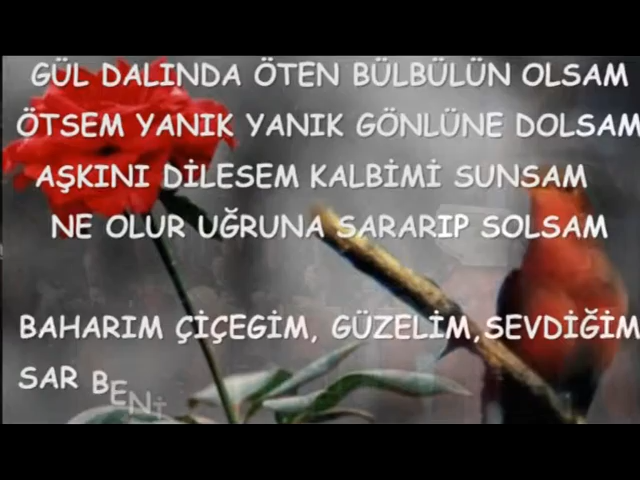 GÜL DALINDA ÖTEN BÜLBÜLÜN OLSAM
ÖTSEM YANIK YANIK GÖNLÜNE DOLSAM
AŞKINI DİLESEM KALBİMİ SUNSAM
NE OLUR UĞRUNA SARARIP SOLSAM
BAHARIM ÇİÇEGİM, GÜZELİM,SEVDİĞİM
SAR BENİ